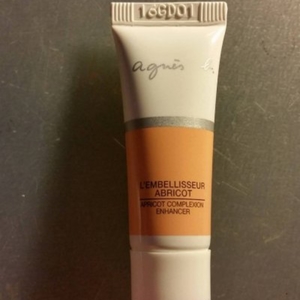 16GD01
agnès b.
L'EMBELLISSEUR
ABRICOT
APRICOT COMPLEXION
ENHANCER